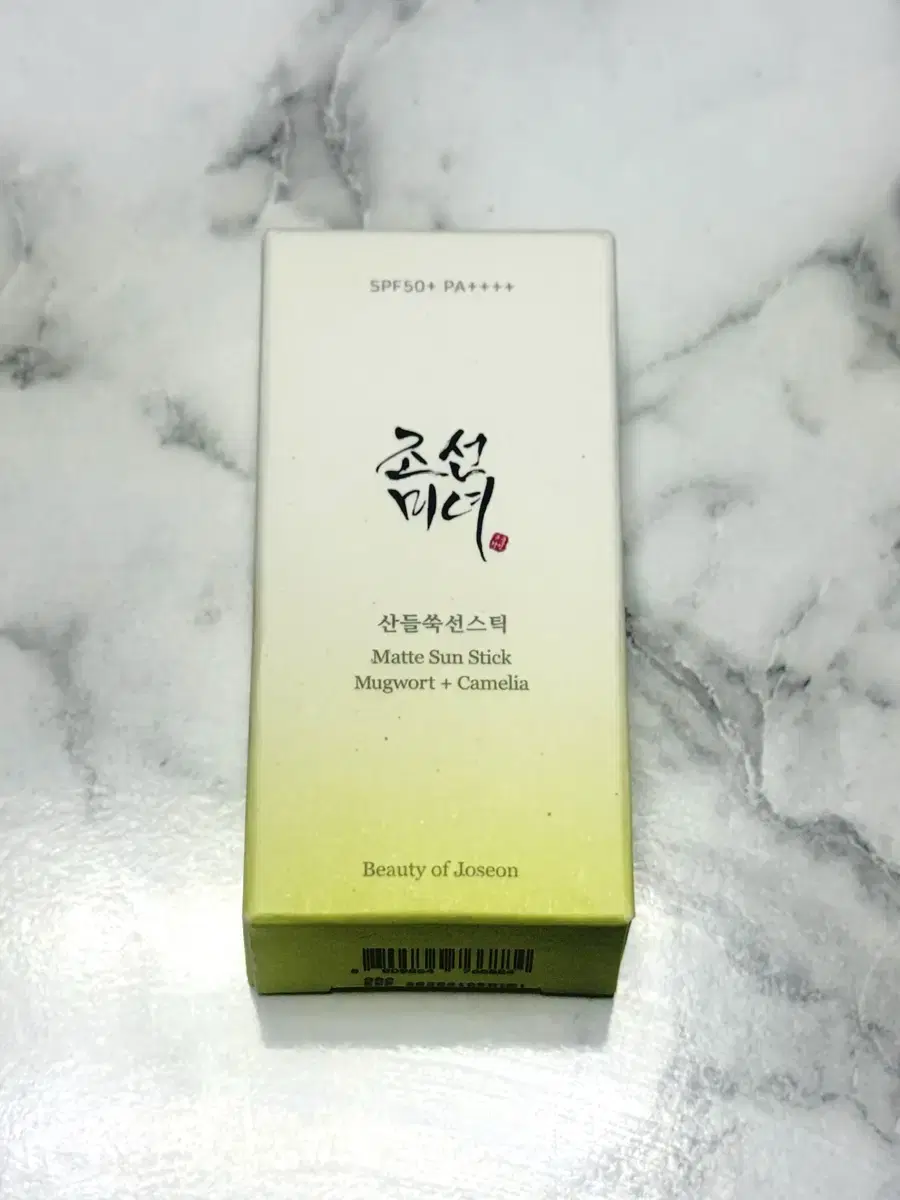 SPF50+ PA++++
조선
미녀
산들쑥선스틱
Matte Sun Stick
Mugwort + Camelia
Beauty of Joseon